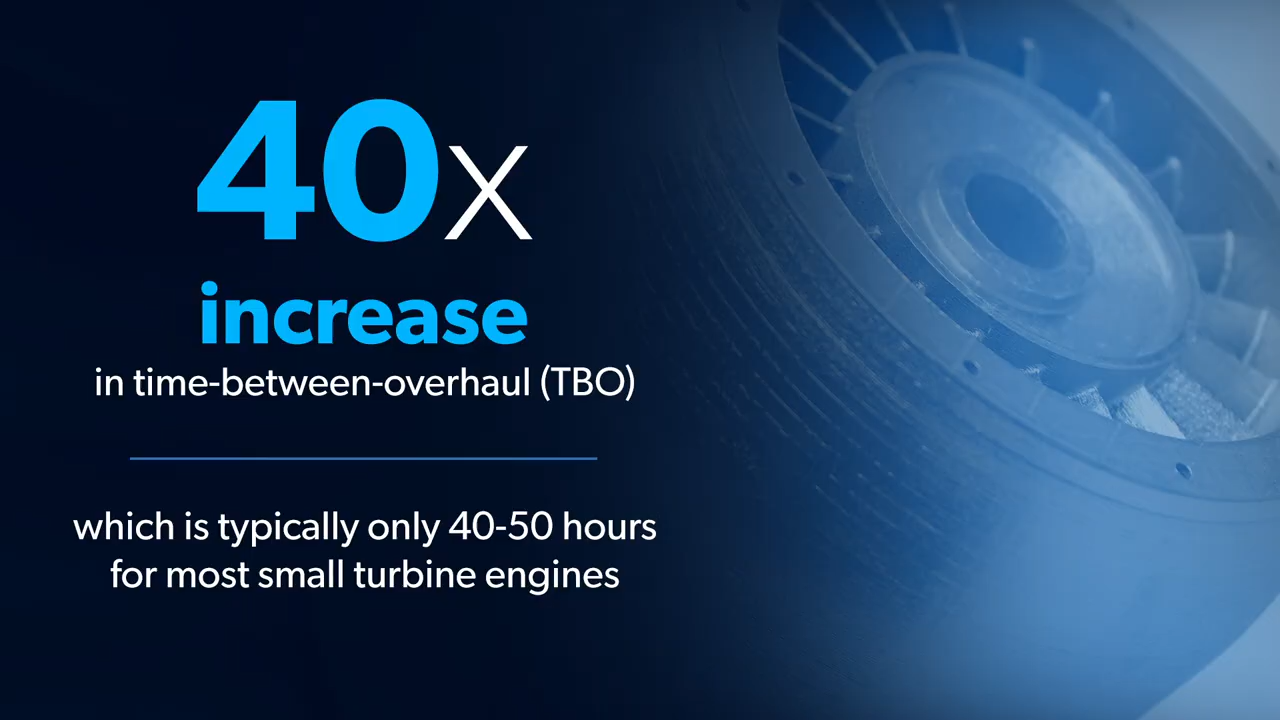 40X
increase
in time-between-overhaul (TBO)
which is typically only 40-50 hours
for most small turbine engines